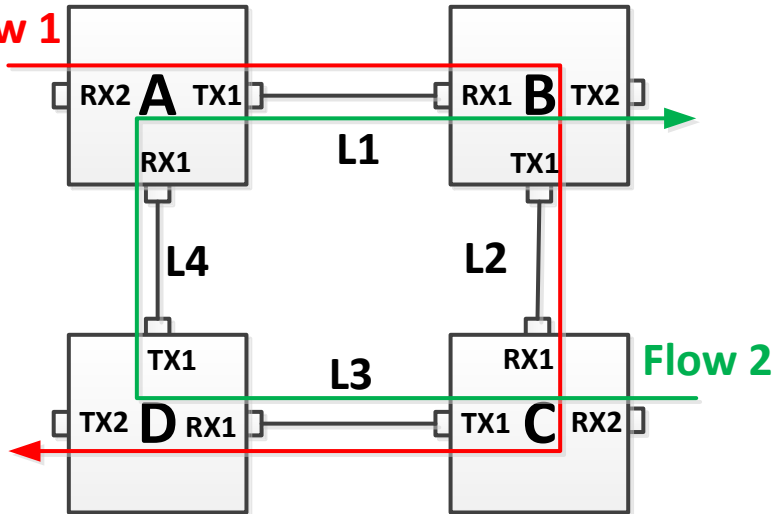 w 1
RX2 A TX1
RX1 B TX2
L1
RX1
TX1
L4
L2
TX1
RX1
L3
Flow 2
TX2 D RX1
TX1 C RX2